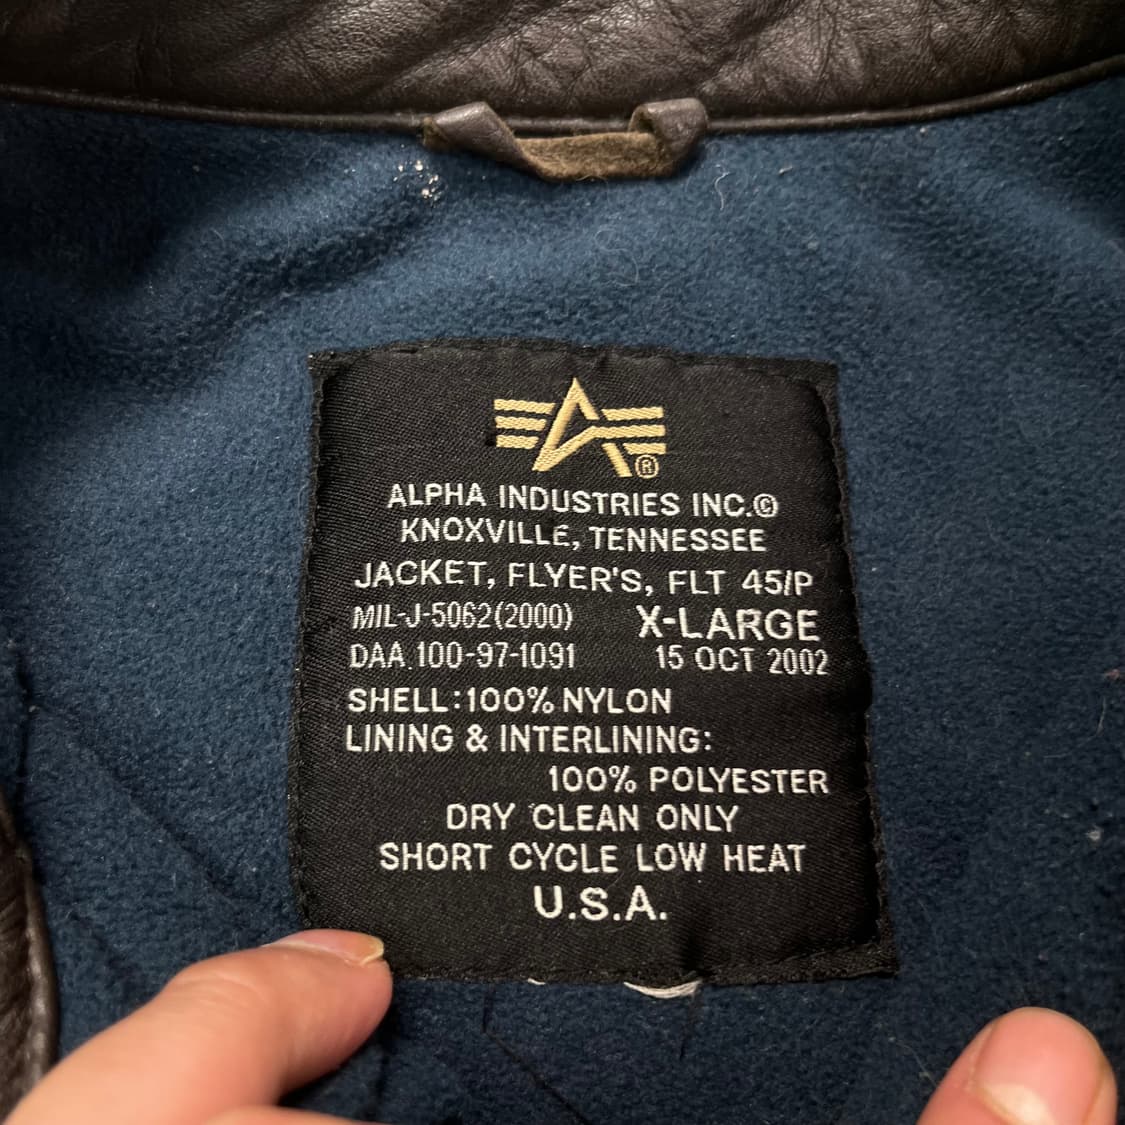 ®
ALPHA INDUSTRIES INC.©
KNOXVILLE, TENNESSEE
JACKET, FLYER'S, FLT 45/P
MIL-J-5062(2000) X-LARGE
DAA.100-97-1091 15 OCT 2002
SHELL:100% NYLON
LINING & INTERLINING:
100% POLYESTER
DRY CLEAN ONLY
SHORT CYCLE LOW HEAT
U.S.A.